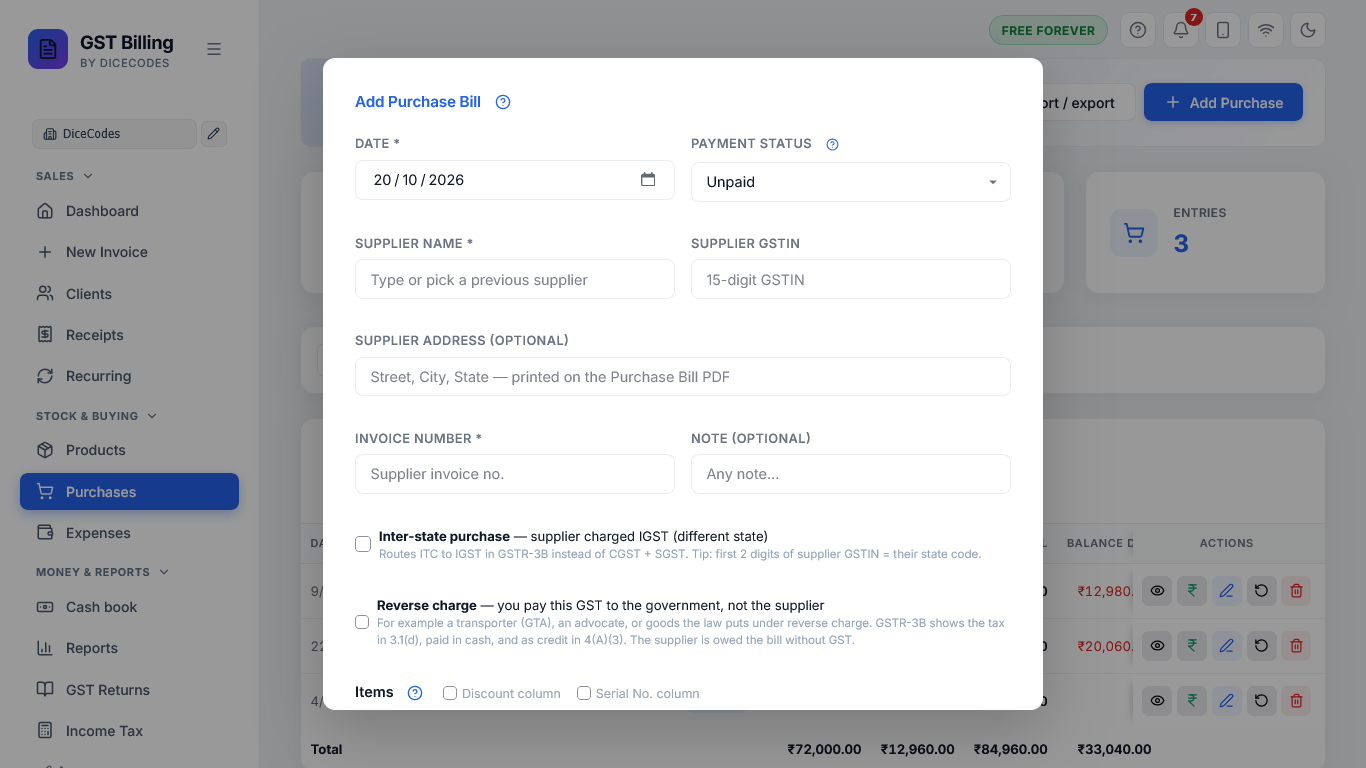 GST Billing
BY DICECODES
FREE FOREVER
7
DiceCodes
SALES
Dashboard
New Invoice
Clients
Receipts
Recurring
STOCK & BUYING
Products
Purchases
Expenses
MONEY & REPORTS
Cash book
Reports
GST Returns
Income Tax
ort / export
Add Purchase
ENTRIES
3
Add Purchase Bill
DATE *
PAYMENT STATUS
20/10/2026
Unpaid
SUPPLIER NAME *
SUPPLIER GSTIN
Type or pick a previous supplier
15-digit GSTIN
SUPPLIER ADDRESS (OPTIONAL)
Street, City, State — printed on the Purchase Bill PDF
INVOICE NUMBER *
NOTE (OPTIONAL)
Supplier invoice no.
Any note...
Inter-state purchase — supplier charged IGST (different state)
Routes ITC to IGST in GSTR-3B instead of CGST + SGST. Tip: first 2 digits of supplier GSTIN = their state code.
Reverse charge — you pay this GST to the government, not the supplier
For example a transporter (GTA), an advocate, or goods the law puts under reverse charge. GSTR-3B shows the tax
in 3.1(d), paid in cash, and as credit in 4(A)(3). The supplier is owed the bill without GST.
Items
Discount column
Serial No. column
DA
L
BALANCE D
ACTIONS
9/
0
₹12,980.
22
0
₹20,060.
4/
0
Total
₹72,000.00
₹12,960.00
₹84,960.00
₹33,040.00